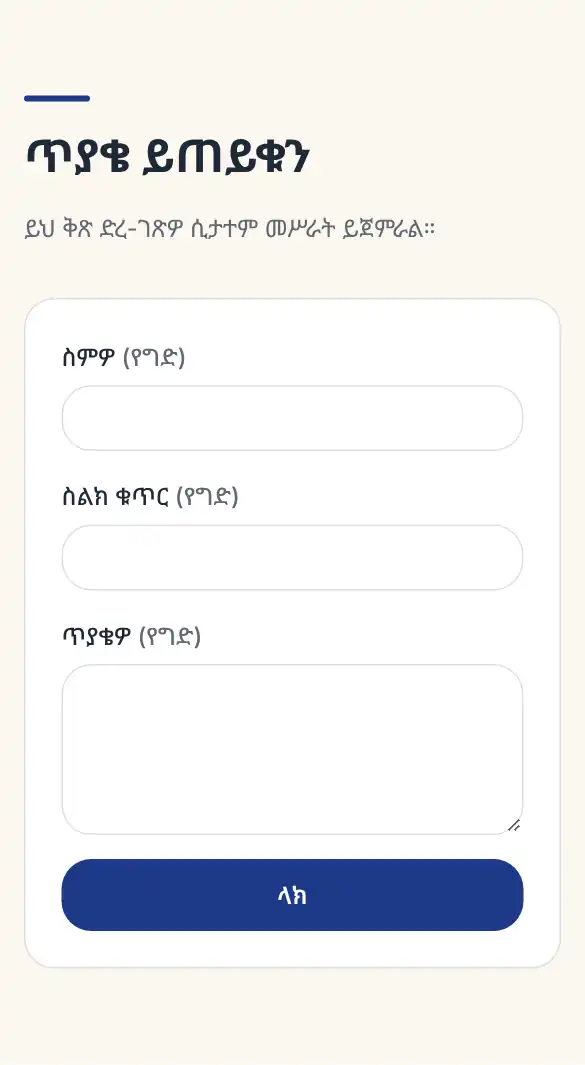 ጥያቄ ይጠይቁን
ይህ ቅጽ ድረ-ገጽዎ ሲታተም መሥራት ይጀምራል።
ስምዎ (የግድ)
ስልክ ቁጥር (የግድ)
ጥያቄዎ (የግድ)
ላክ